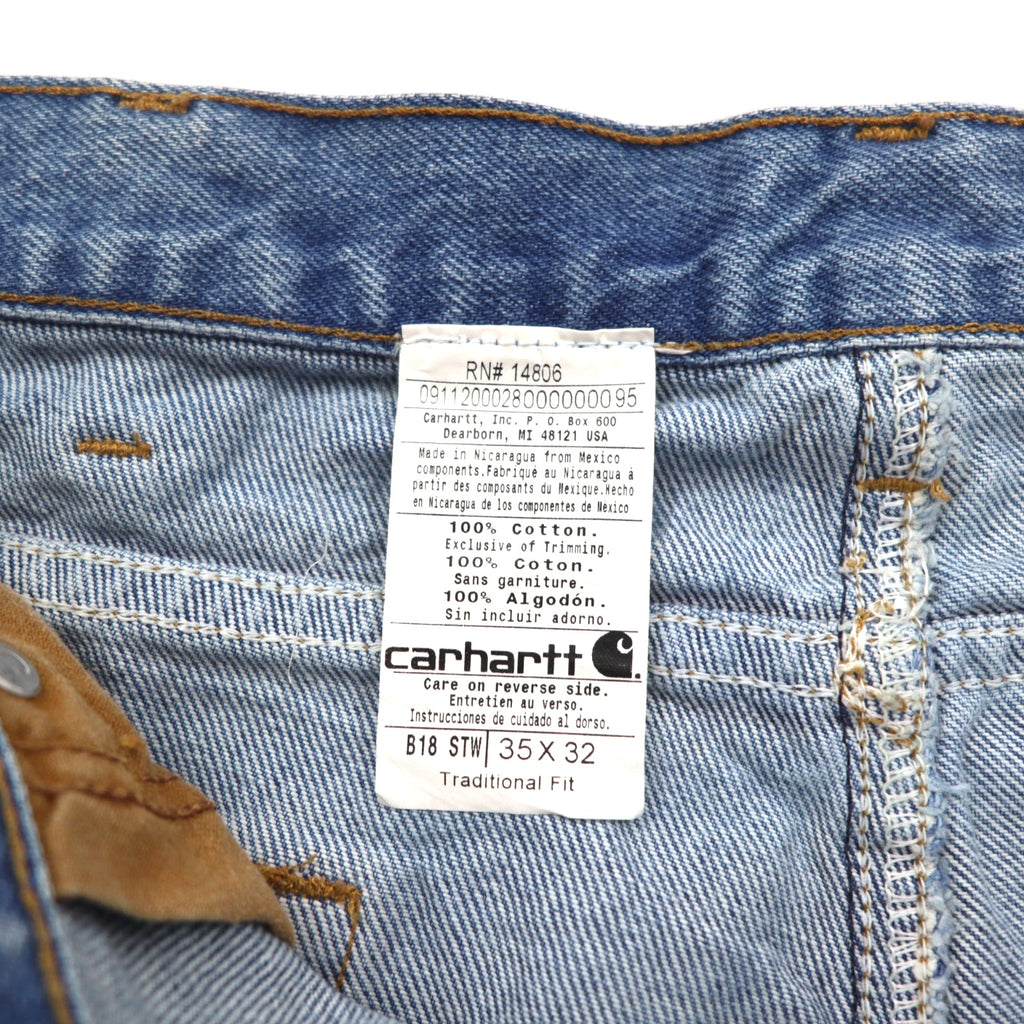 RN# 14806
0911200028000000095
Carhartt, Inc. P. O. Box 600
Dearborn, MI 48121 USA
Made in Nicaragua from Mexico
components.Fabriqué au Nicaragua à
partir des composants du Mexique.Hecho
en Nicaragua de los componentes de Mexico
100% Cotton.
Exclusive of Trimming.
100% Coton.
Sans garniture.
100% Algodón.
Sin incluir adorno.
carhartt
Care on reverse side.
Entretien au verso.
Instrucciones de cuidado al dorso.
B18 STW 35 X 32
Traditional Fit